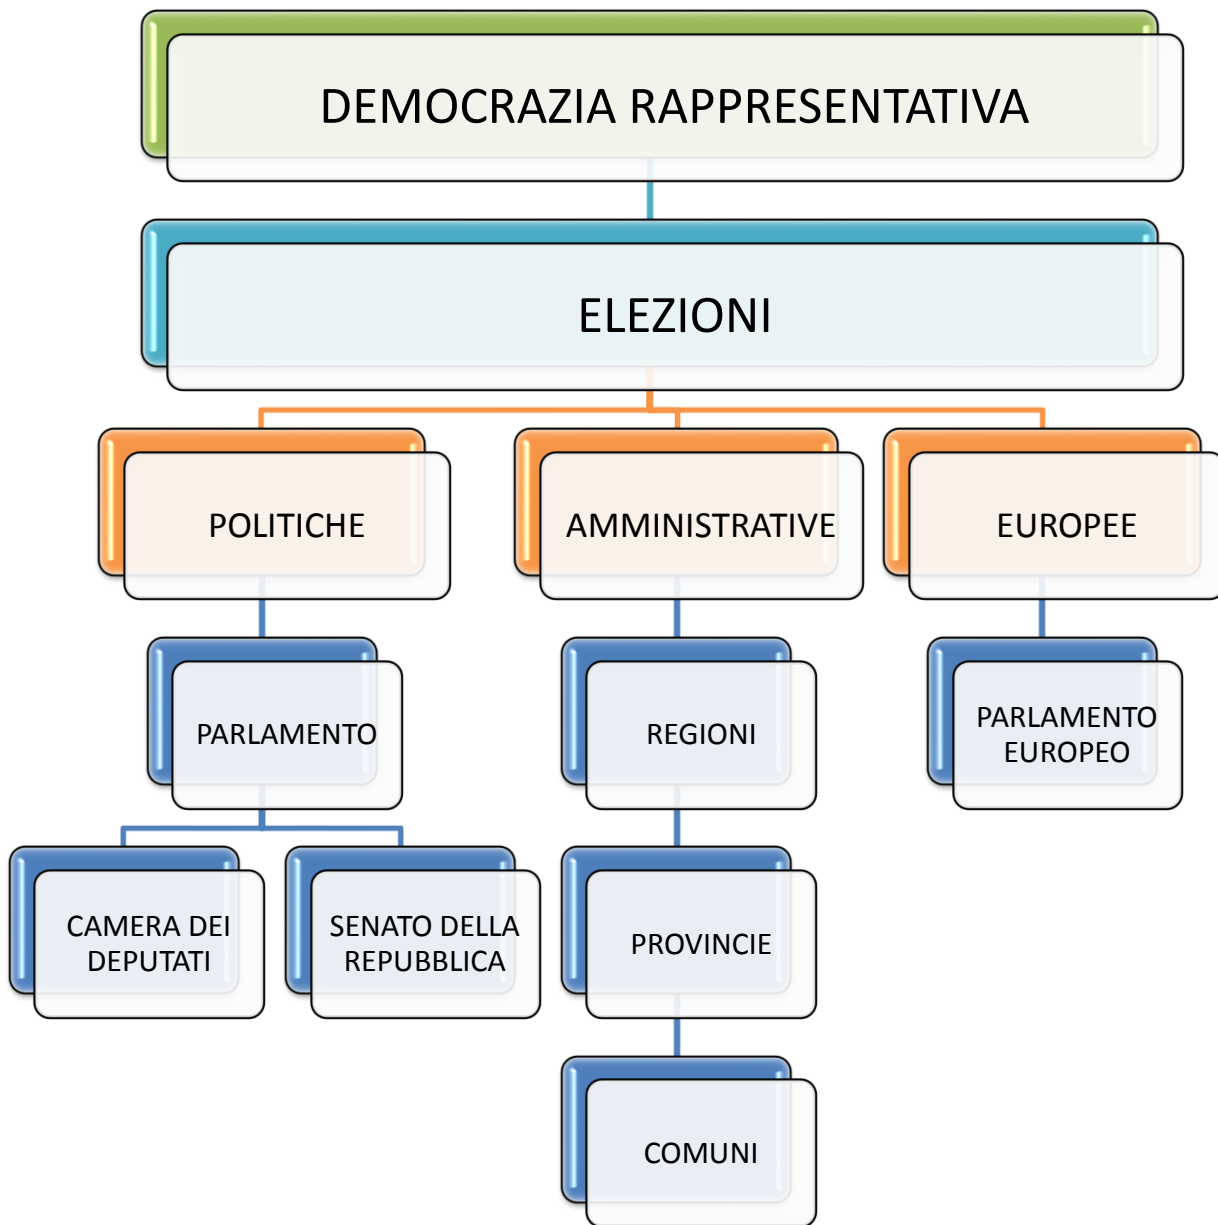 DEMOCRAZIA RAPPRESENTATIVA
ELEZIONI
POLITICHE
AMMINISTRATIVE
EUROPEE
PARLAMENTO
REGIONI
PARLAMENTO
EUROPEO
CAMERA DEI
DEPUTATI
SENATO DELLA
REPUBBLICA
PROVINCIE
COMUNI